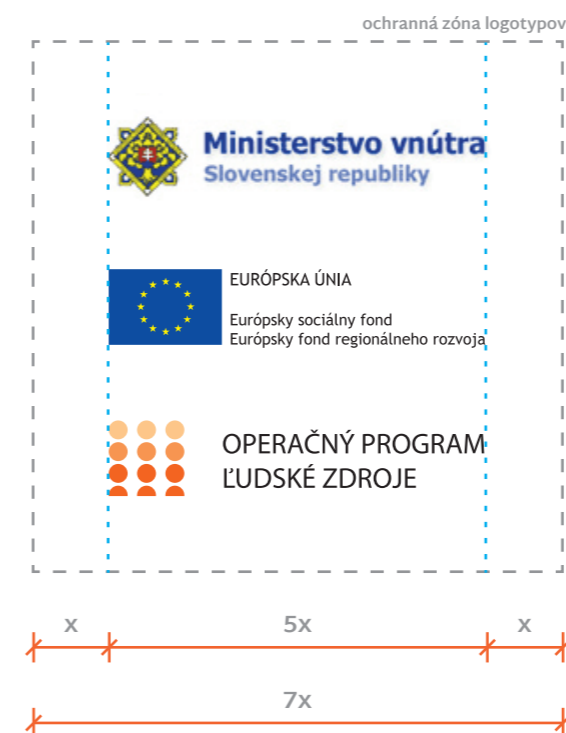 ochranná zóna logotypov
Ministerstvo vnútra
Slovenskej republiky
EURÓPSKA ÚNIA
Európsky sociálny fond
Európsky fond regionálneho rozvoja
OPERAČNÝ PROGRAM
ĽUDSKÉ ZDROJE
x 5x x
7x